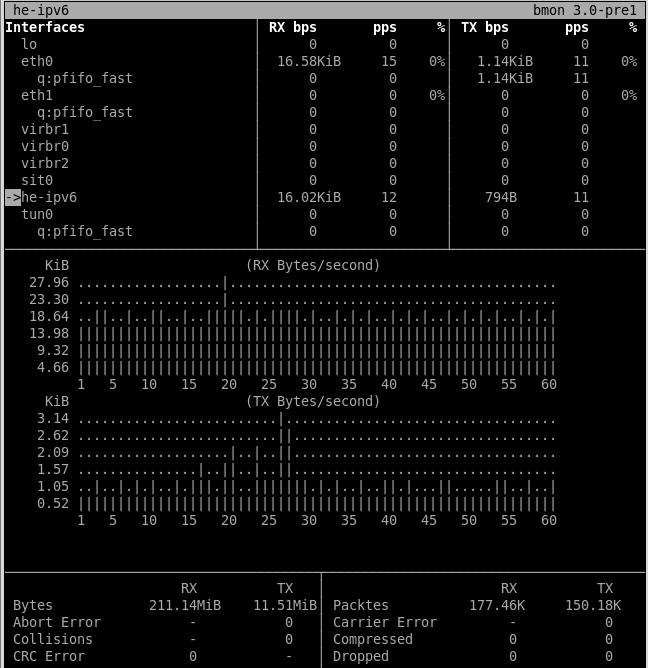 he-ipv6 bmon 3.0-pre1
Interfaces RX bps pps % TX bps pps %
lo 0 0 0 0
eth0 16.58KiB 15 0% 1.14KiB 11 0%
q:pfifo_fast 0 0 1.14KiB 11
eth1 0 0 0% 0 0 0%
q:pfifo_fast 0 0 0 0
virbr1 0 0 0 0
virbr0 0 0 0 0
virbr2 0 0 0 0
sit0 0 0 0 0
->he-ipv6 16.02KiB 12 794B 11
tun0 0 0 0 0
q:pfifo_fast 0 0 0 0
KiB (RX Bytes/second)
27.96
23.30
18.64
13.98
9.32
4.66
1 5 10 15 20 25 30 35 40 45 50 55 60
KiB (TX Bytes/second)
3.14
2.62
2.09
1.57
1.05
0.52
1 5 10 15 20 25 30 35 40 45 50 55 60
RX TX RX TX
Bytes 211.14MiB 11.51MiB Packtes 177.46K 150.18K
Abort Error - 0 Carrier Error - 0
Collisions - 0 Compressed 0 0
CRC Error 0 - Dropped 0 0